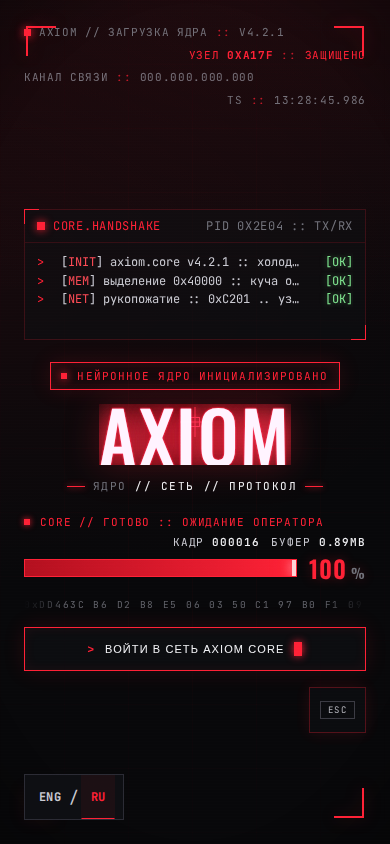 AXIOM // ЗАГРУЗКА ЯДРА :: V4.2.1
УЗЕЛ 0XA17F :: ЗАЩИЩЕНО
КАНАЛ СВЯЗИ :: 000.000.000.000
TS :: 13:28:45.986
CORE.HANDSHAKE PID 0X2E04 :: TX/RX
> [INIT] axiom.core v4.2.1 :: холод… [OK]
> [MEM] выделение 0x40000 :: куча о… [OK]
> [NET] рукопожатие :: 0xC201 .. уз… [OK]
НЕЙРОННОЕ ЯДРО ИНИЦИАЛИЗИРОВАНО
AXIOM
ЯДРО // СЕТЬ // ПРОТОКОЛ
CORE // ГОТОВО :: ОЖИДАНИЕ ОПЕРАТОРА
КАДР 000016 БУФЕР 0.89MB
100 %
0xDD463C B6 D2 B8 E5 06 03 50 C1 97 B0 F1
> ВОЙТИ В СЕТЬ AXIOM CORE
ESC
ENG / RU